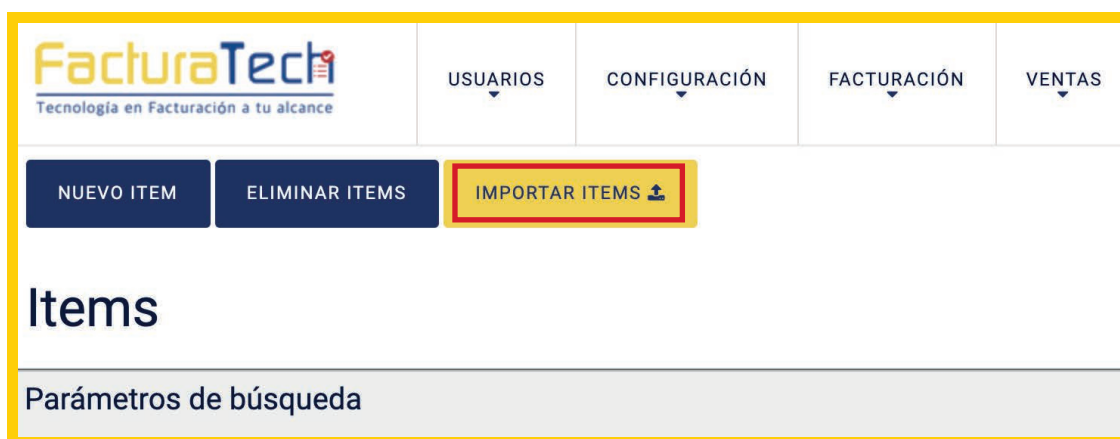 FacturaTech
Tecnología en Facturación a tu alcance
USUARIOS
CONFIGURACIÓN
FACTURACIÓN
VENTAS
NUEVO ITEM
ELIMINAR ITEMS
IMPORTAR ITEMS
Items
Parámetros de búsqueda